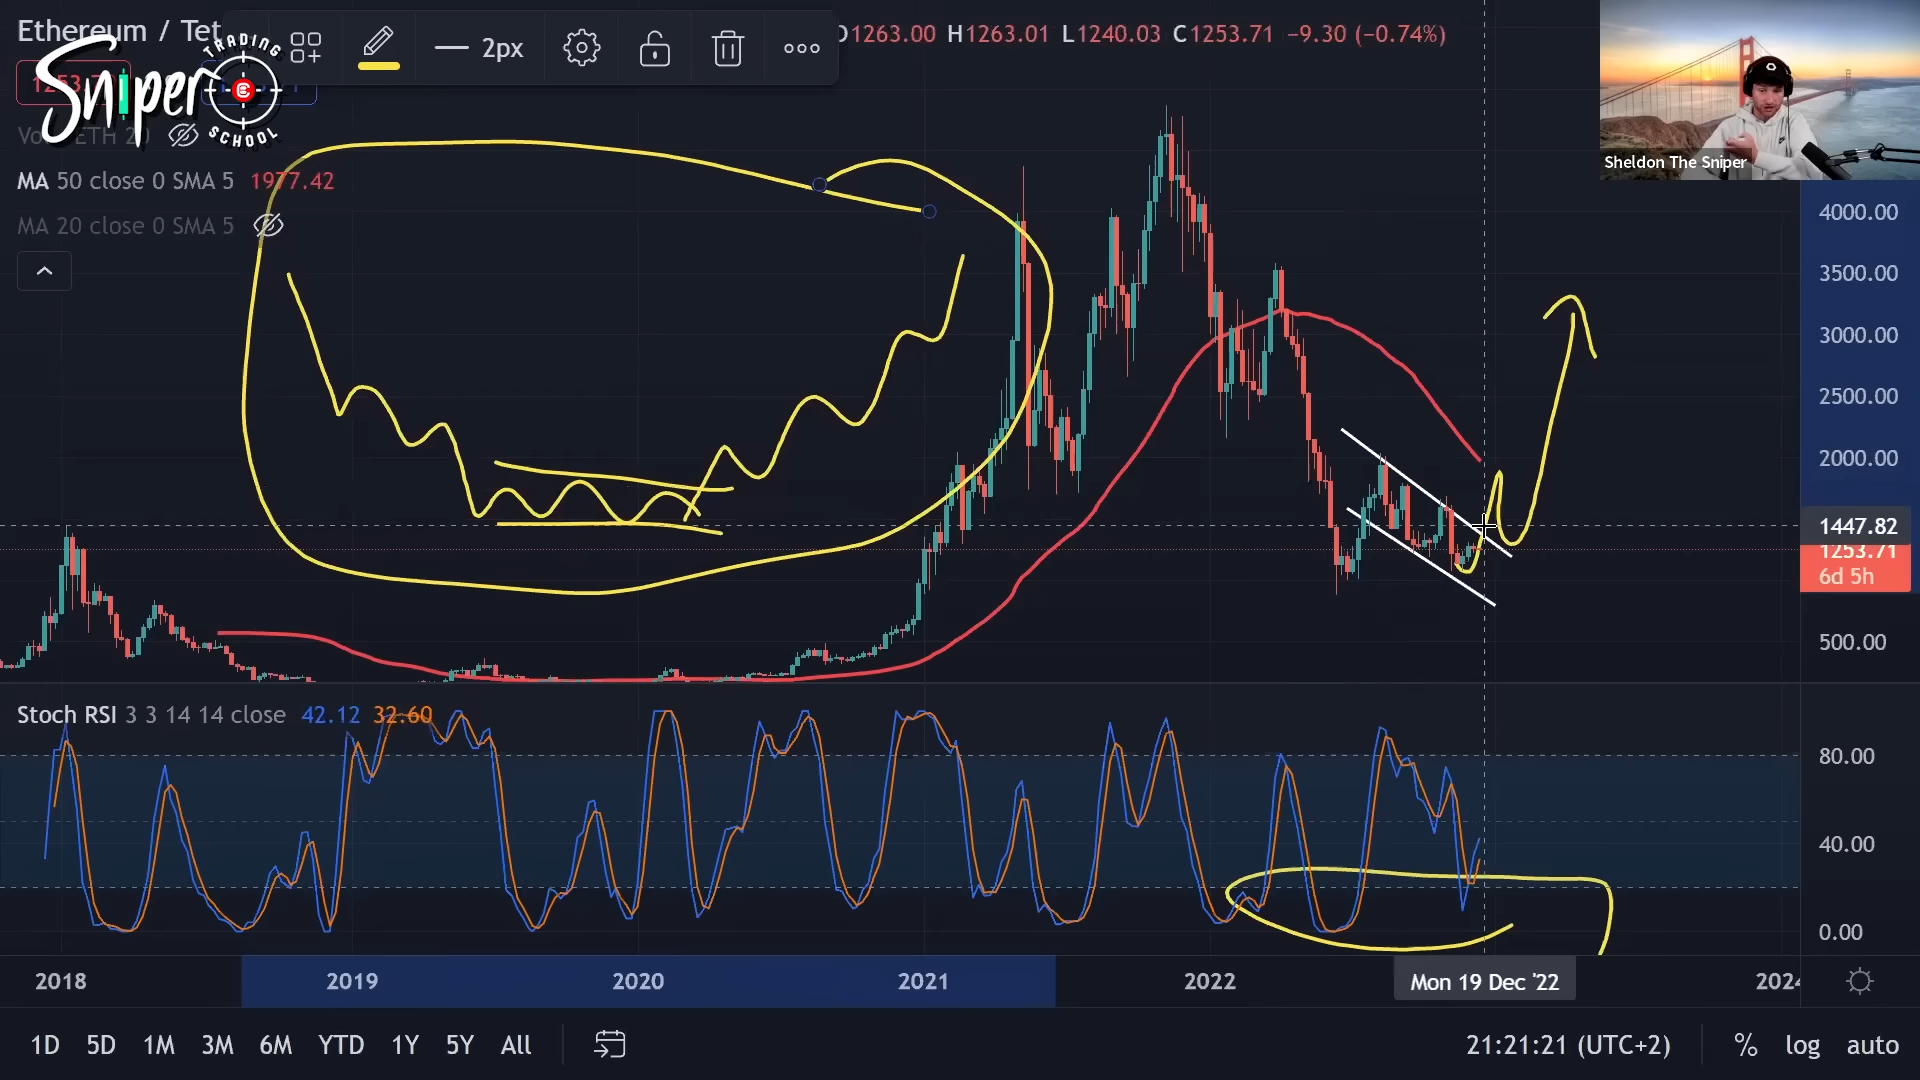 Ethereum / Tet
2px
1263.00 H1263.01 L1240.03 C1253.71 −9.30 (−0.74%)
Sniper
TRADING
SCHOOL
MA 50 close 0 SMA 5 1977.42
MA 20 close 0 SMA 5
Sheldon The Sniper
4000.00
3500.00
3000.00
2500.00
2000.00
1447.82
1253.71
6d 5h
500.00
Stoch RSI 3 3 14 14 close 42.12 32.60
80.00
40.00
0.00
2018
2019
2020
2021
2022
Mon 19 Dec '22
1D 5D 1M 3M 6M YTD 1Y 5Y All
21:21:21 (UTC+2)
% log auto